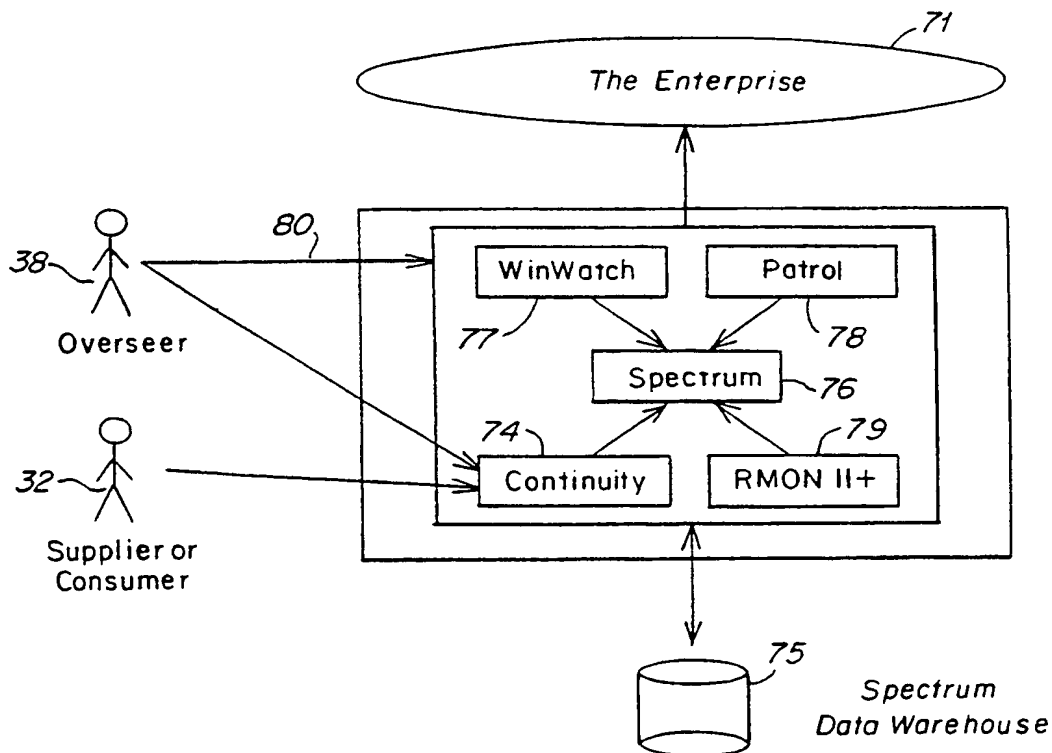 71
The Enterprise
80
38
Overseer
WinWatch
Patrol
77
78
Spectrum
76
74
79
Continuity
RMON II+
32
Supplier or
Consumer
75
Spectrum
Data Warehouse